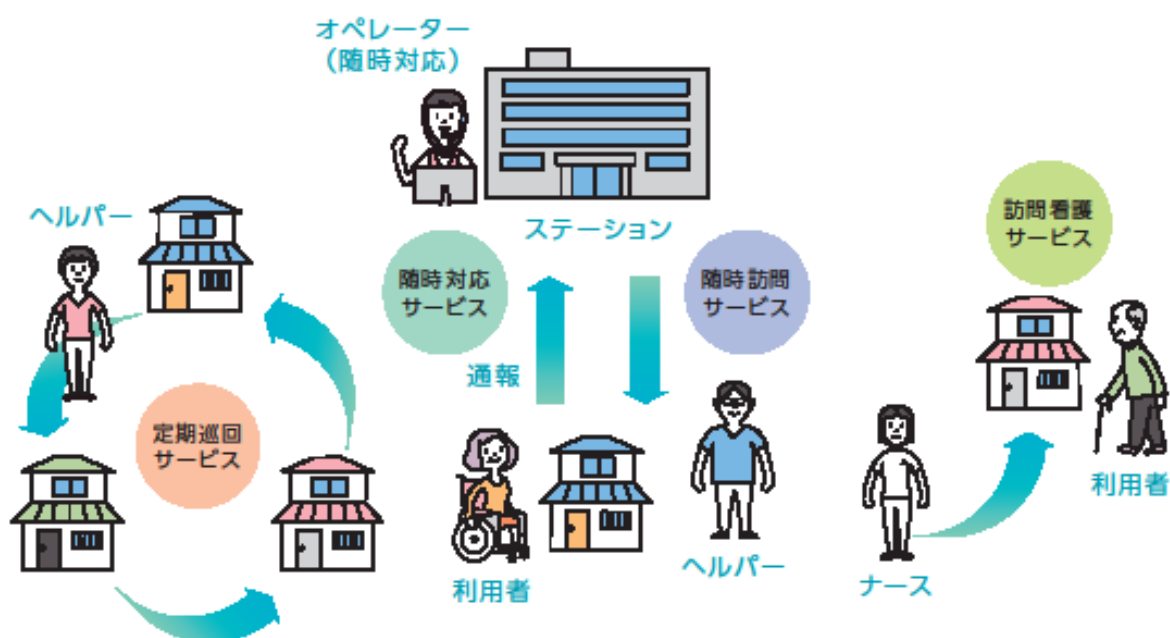 オペレーター
(随時対応)
ステーション
ヘルパー
定期巡回
サービス
随時対応
サービス
随時訪問
サービス
通報
利用者
ヘルパー
訪問看護
サービス
ナース
利用者